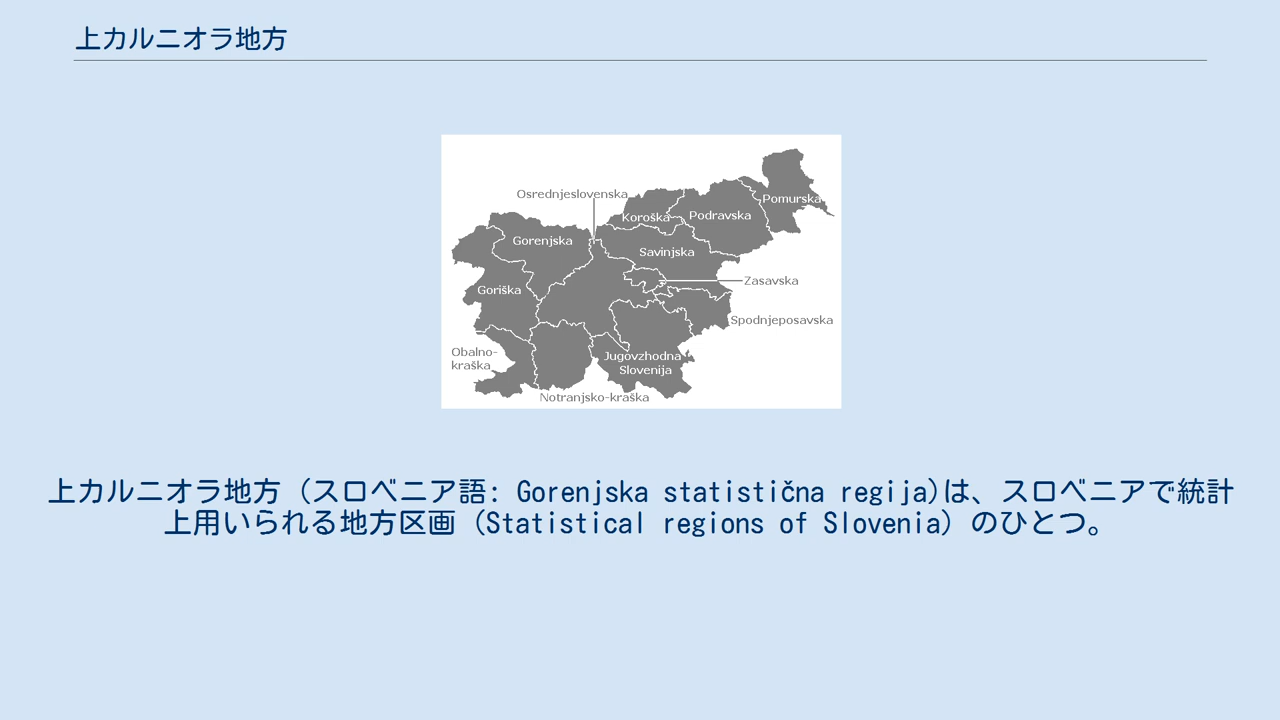 上カルニオラ地方
Osrednjeslovenska
Pomurska
Koroška
Podravska
Gorenjska
Savinjska
Zasavska
Goriška
Spodnjeposavska
Obalno-
kraška
Jugovzhodna
Slovenija
Notranjsko-kraška
上カルニオラ地方（スロベニア語: Gorenjska statistična regija)は、スロベニアで統計
上用いられる地方区画（Statistical regions of Slovenia）のひとつ。